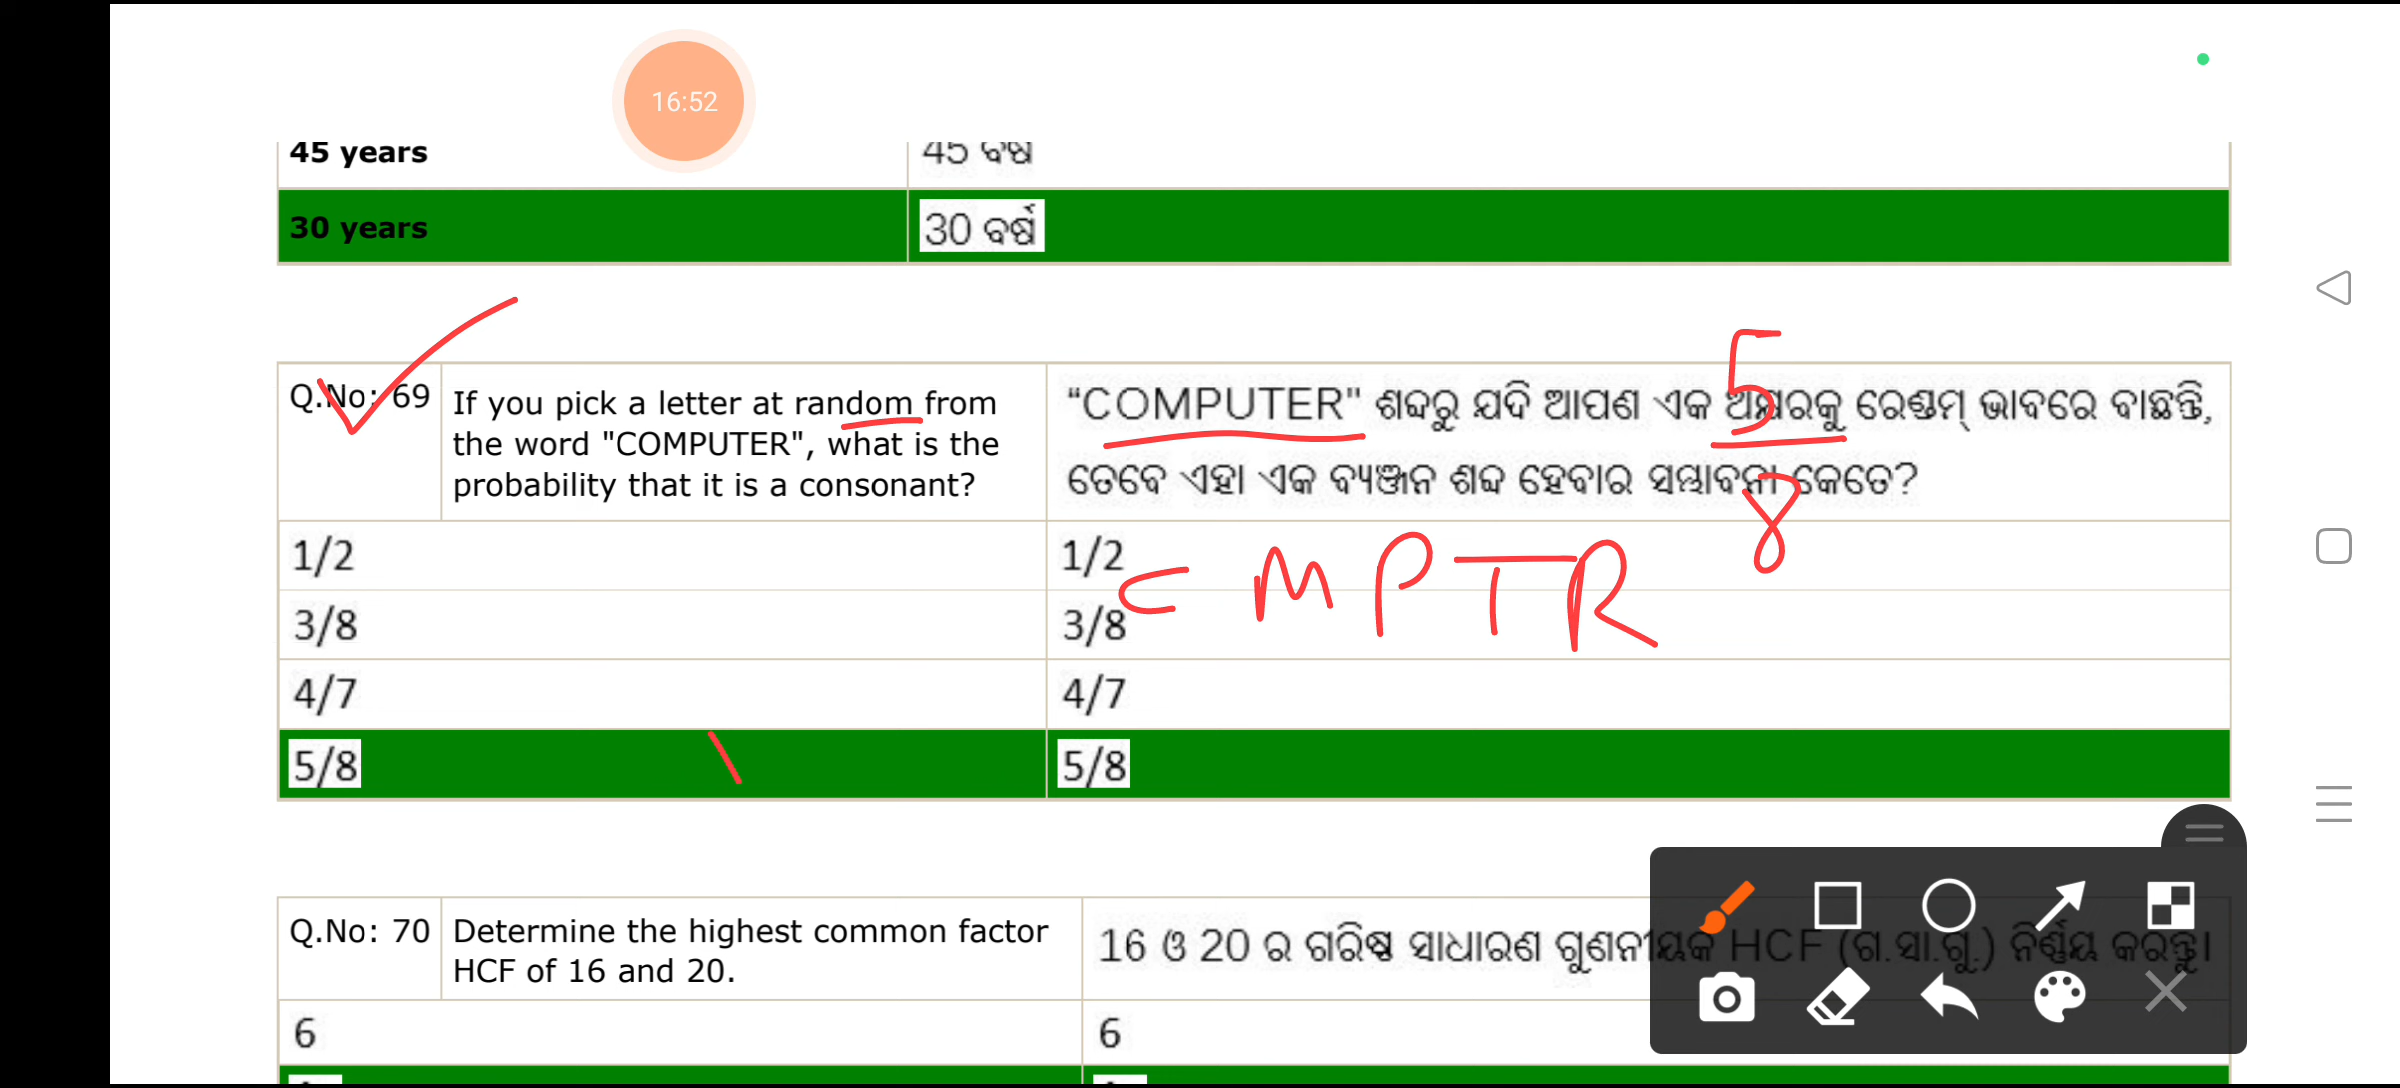 16:52
45 years
45 ବର୍ଷ
30 years
30 ବର୍ଷ
Q.No: 69
If you pick a letter at random from
the word "COMPUTER", what is the
probability that it is a consonant?
“COMPUTER" ଶବ୍ଦରୁ ଯଦି ଆପଣ ଏକ ଅକ୍ଷରକୁ ରେଣ୍ଡମ୍ ଭାବରେ ବାଛନ୍ତି,
ତେବେ ଏହା ଏକ ବ୍ୟଞ୍ଜନ ଶବ୍ଦ ହେବାର ସମ୍ଭାବନା କେତେ?
5
8
1/2
1/2
C M P T R
3/8
3/8
4/7
4/7
5/8
5/8
Q.No: 70
Determine the highest common factor
HCF of 16 and 20.
16 ଓ 20 ର ଗରିଷ୍ଠ ସାଧାରଣ ଗୁଣନୀୟକ HCF (ଗ.ସା.ଗୁ.) ନିର୍ଣ୍ଣୟ କରନ୍ତୁ।
6
6